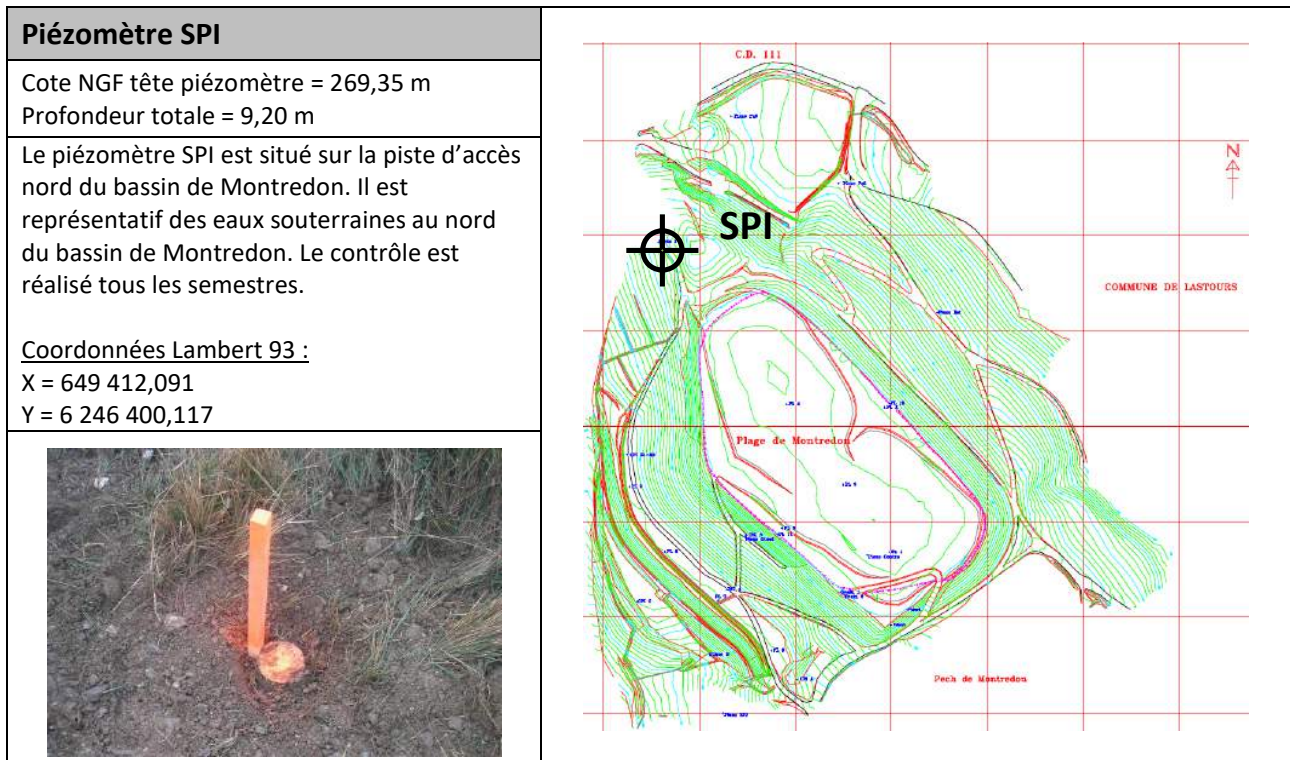 Piézomètre SPI
Cote NGF tête piézomètre = 269,35 m
Profondeur totale = 9,20 m
Le piézomètre SPI est situé sur la piste d'accès
nord du bassin de Montredon. Il est
représentatif des eaux souterraines au nord
du bassin de Montredon. Le contrôle est
réalisé tous les semestres.
Coordonnées Lambert 93 :
X = 649 412,091
Y = 6 246 400,117
C.D. 111
N
SPI
COMMUNE DE LASTOURS
Plage de Montredon
Pech de Montredon